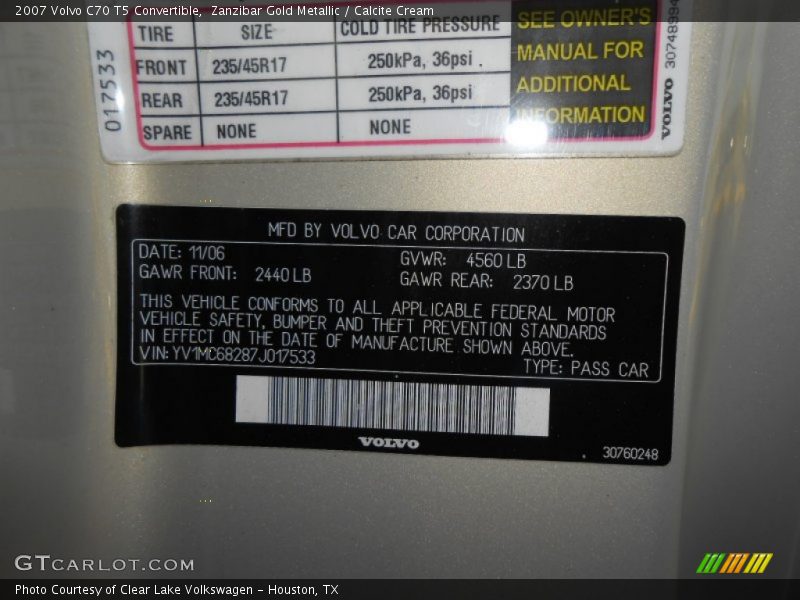 2007 Volvo C70 T5 Convertible, Zanzibar Gold Metallic / Calcite Cream
TIRE SIZE COLD TIRE PRESSURE
FRONT 235/45R17 250kPa, 36psi .
REAR 235/45R17 250kPa, 36psi
SPARE NONE NONE
SEE OWNER'S
MANUAL FOR
ADDITIONAL
INFORMATION
017533
VOLVO
MFD BY VOLVO CAR CORPORATION
DATE: 11/06 GVWR: 4560 LB
GAWR FRONT: 2440 LB GAWR REAR: 2370 LB
THIS VEHICLE CONFORMS TO ALL APPLICABLE FEDERAL MOTOR
VEHICLE SAFETY, BUMPER AND THEFT PREVENTION STANDARDS
IN EFFECT ON THE DATE OF MANUFACTURE SHOWN ABOVE.
VIN: YV1MC68287J017533 TYPE: PASS CAR
VOLVO
30760248
GTCARLOT.COM
Photo Courtesy of Clear Lake Volkswagen - Houston, TX